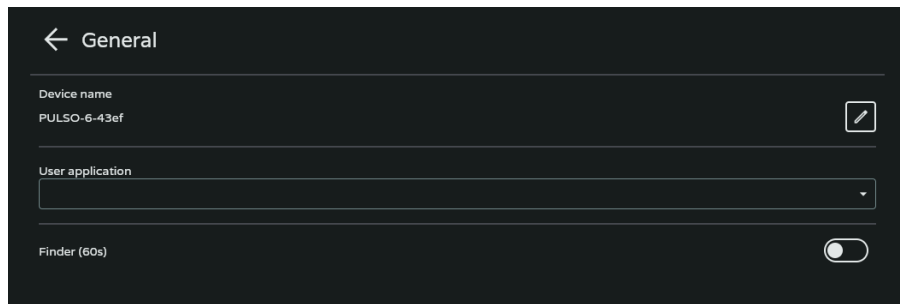 General
Device name
PULSO-6-43ef
User application
Finder (60s)